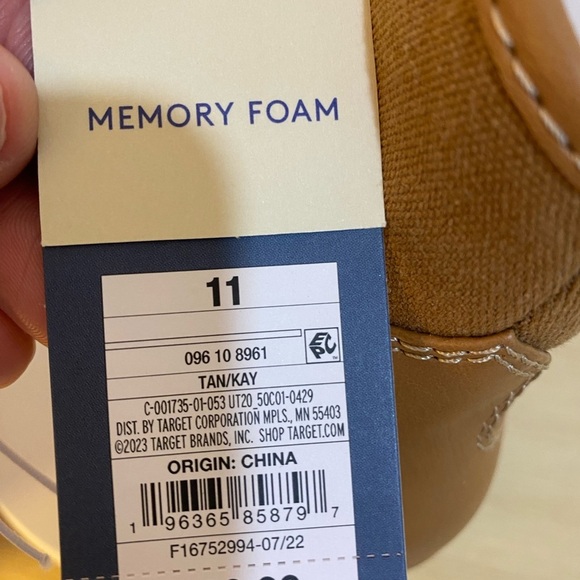 MEMORY FOAM
11
EPC™
096 10 8961
TAN/KAY
C-001735-01-053 UT20_50C01-0429
DIST. BY TARGET CORPORATION MPLS., MN 55403
©2023 TARGET BRANDS, INC. SHOP TARGET.COM
ORIGIN: CHINA
1 96365 85879 7
F16752994-07/22